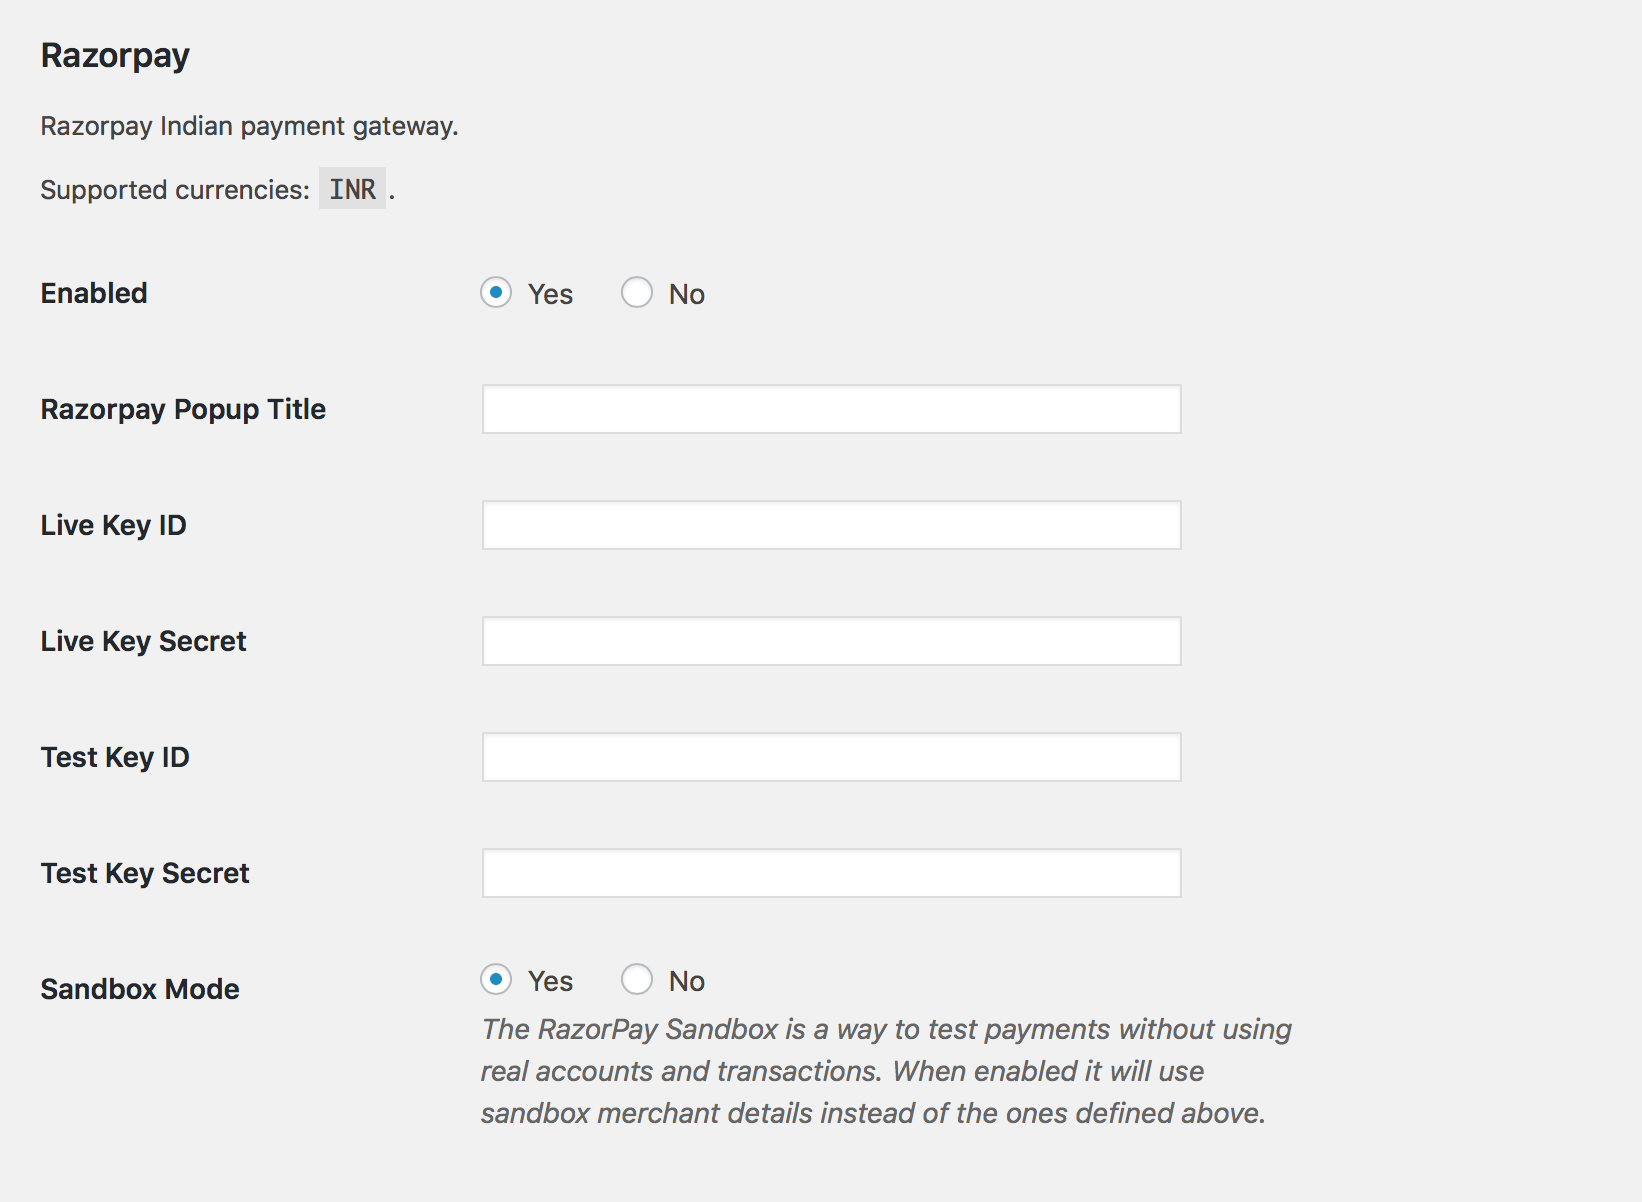 Razorpay
Razorpay Indian payment gateway.
Supported currencies: INR .
Enabled Yes No
Razorpay Popup Title
Live Key ID
Live Key Secret
Test Key ID
Test Key Secret
Sandbox Mode Yes No
The RazorPay Sandbox is a way to test payments without using
real accounts and transactions. When enabled it will use
sandbox merchant details instead of the ones defined above.